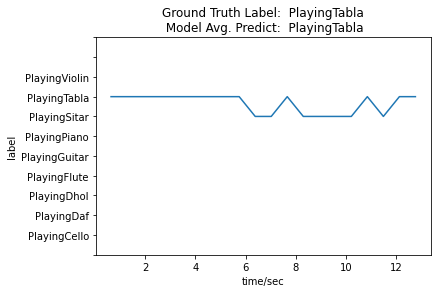 Ground Truth Label: PlayingTabla
Model Avg. Predict: PlayingTabla
label
PlayingViolin
PlayingTabla
PlayingSitar
PlayingPiano
PlayingGuitar
PlayingFlute
PlayingDhol
PlayingDaf
PlayingCello
2 4 6 8 10 12
time/sec